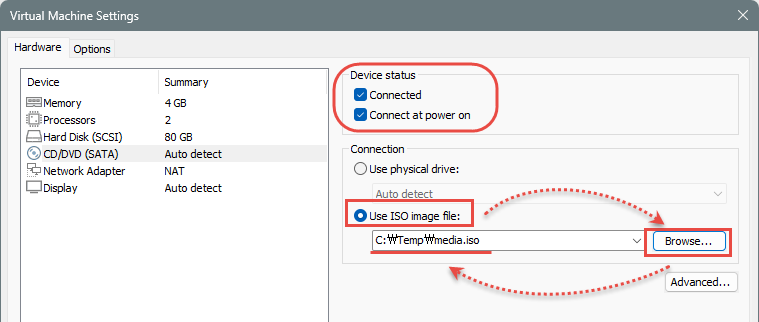 Virtual Machine Settings
Hardware Options
Device Summary
Memory 4 GB
Processors 2
Hard Disk (SCSI) 80 GB
CD/DVD (SATA) Auto detect
Network Adapter NAT
Display Auto detect
Device status
Connected
Connect at power on
Connection
Use physical drive:
Auto detect
Use ISO image file:
C:₩Temp₩media.iso Browse...
Advanced...